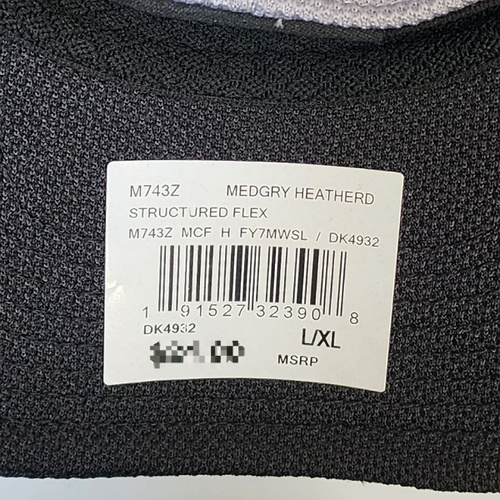 M743Z MEDGRY HEATHERD
STRUCTURED FLEX
M743Z MCF H FY7MWSL / DK4932
1 91527 32390 8
DK4932
L/XL
MSRP